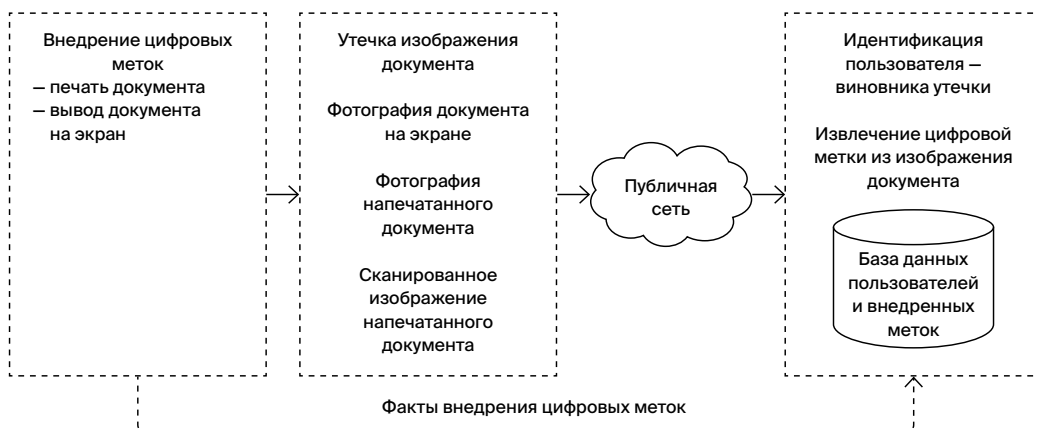 Внедрение цифровых
меток
– печать документа
– вывод документа
на экран
Утечка изображения
документа
Фотография документа
на экране
Фотография
напечатанного
документа
Сканированное
изображение
напечатанного
документа
Публичная
сеть
Идентификация
пользователя –
виновника утечки
Извлечение цифровой
метки из изображения
документа
База данных
пользователей
и внедренных
меток
Факты внедрения цифровых меток